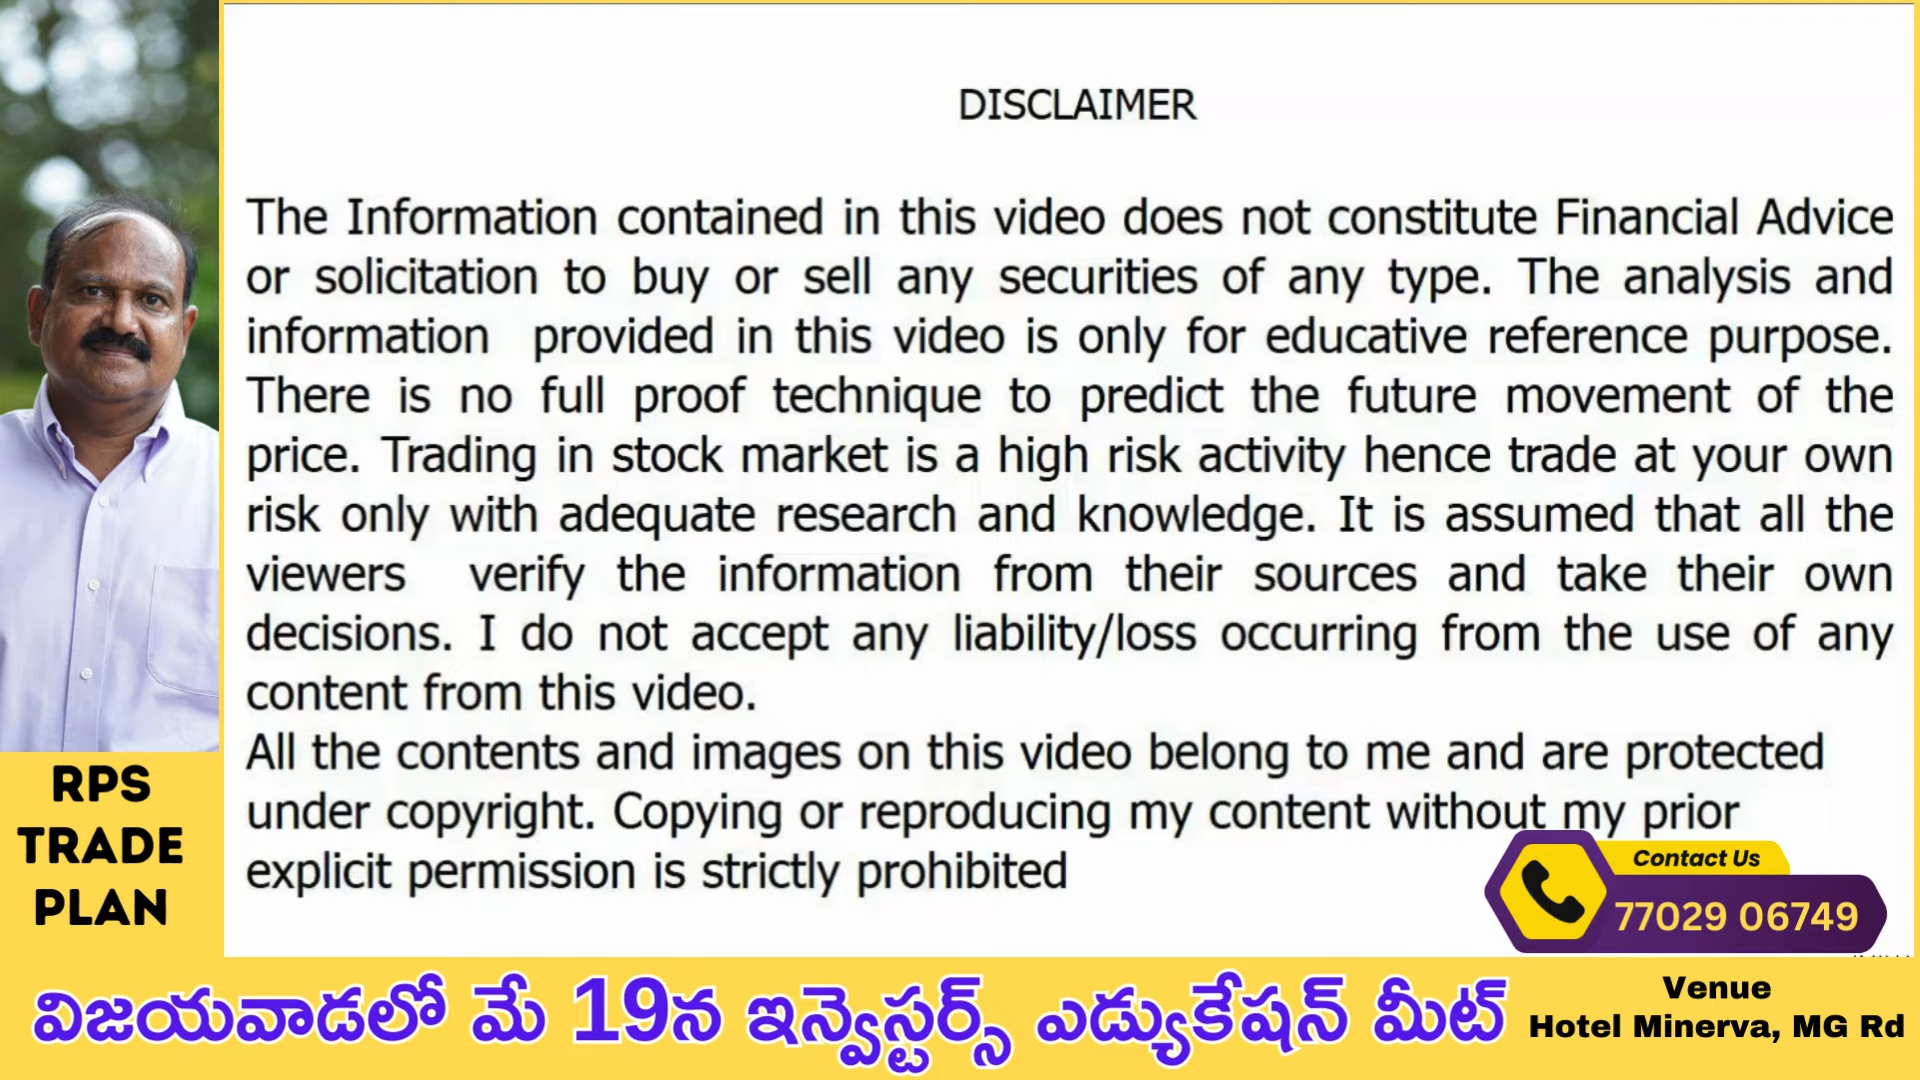 DISCLAIMER
The Information contained in this video does not constitute Financial Advice
or solicitation to buy or sell any securities of any type. The analysis and
information provided in this video is only for educative reference purpose.
There is no full proof technique to predict the future movement of the
price. Trading in stock market is a high risk activity hence trade at your own
risk only with adequate research and knowledge. It is assumed that all the
viewers verify the information from their sources and take their own
decisions. I do not accept any liability/loss occurring from the use of any
content from this video.
All the contents and images on this video belong to me and are protected
under copyright. Copying or reproducing my content without my prior
explicit permission is strictly prohibited
RPS
TRADE
PLAN
Contact Us
77029 06749
విజయవాడలో మే 19న ఇన్వెస్టర్స్ ఎడ్యుకేషన్ మీట్
Venue
Hotel Minerva, MG Rd